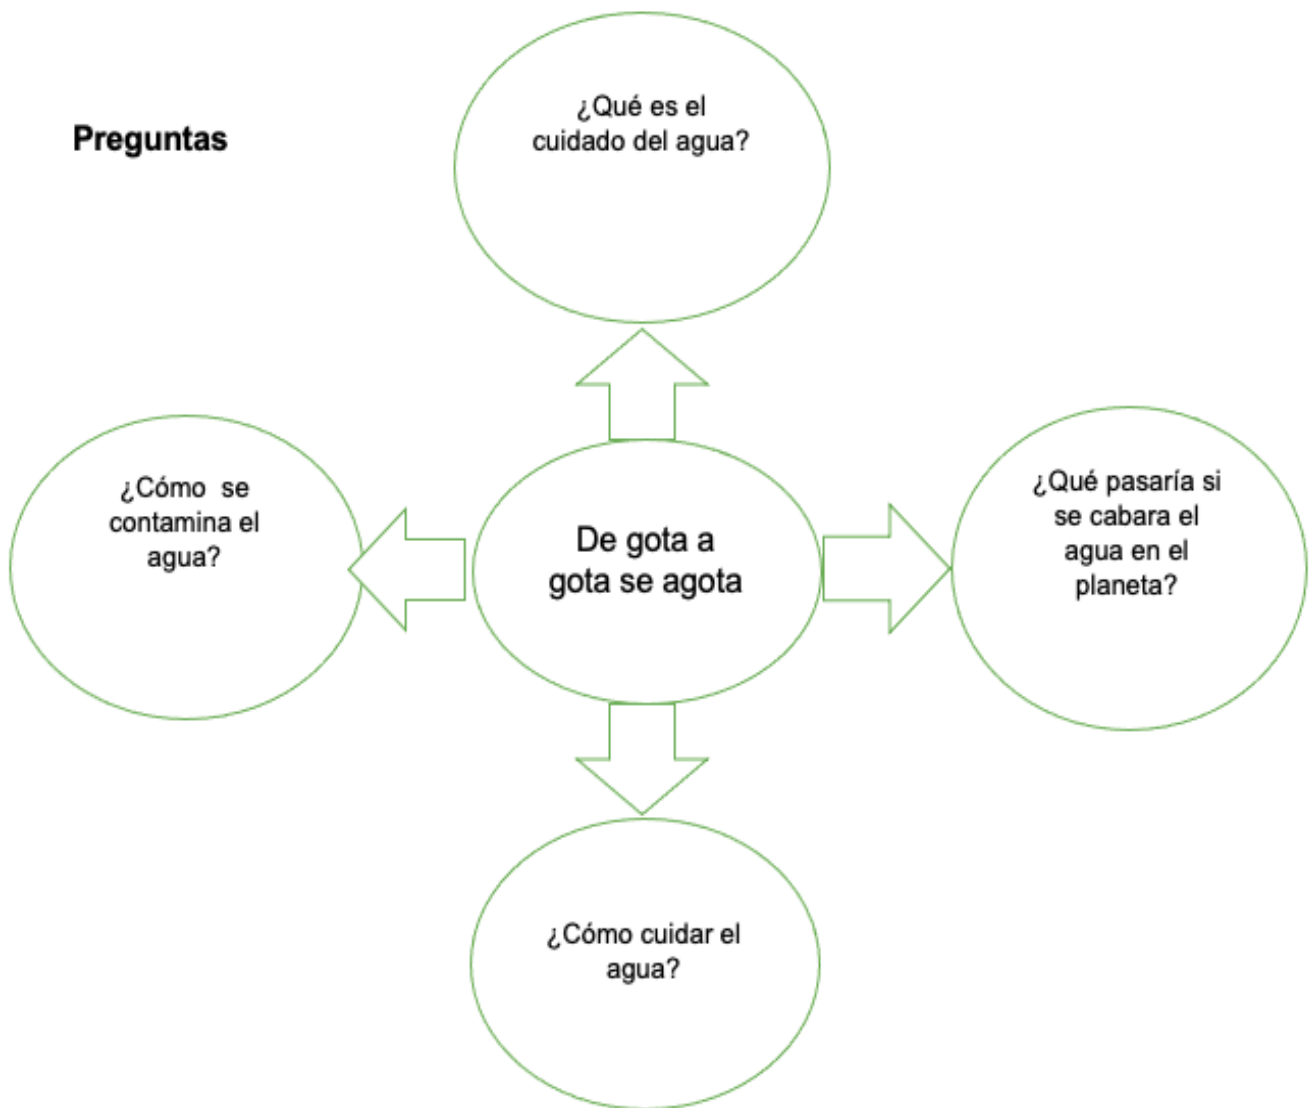 Preguntas
¿Qué es el
cuidado del agua?
¿Cómo se
contamina el
agua?
De gota a
gota se agota
¿Qué pasaría si
se cabara el
agua en el
planeta?
¿Cómo cuidar el
agua?